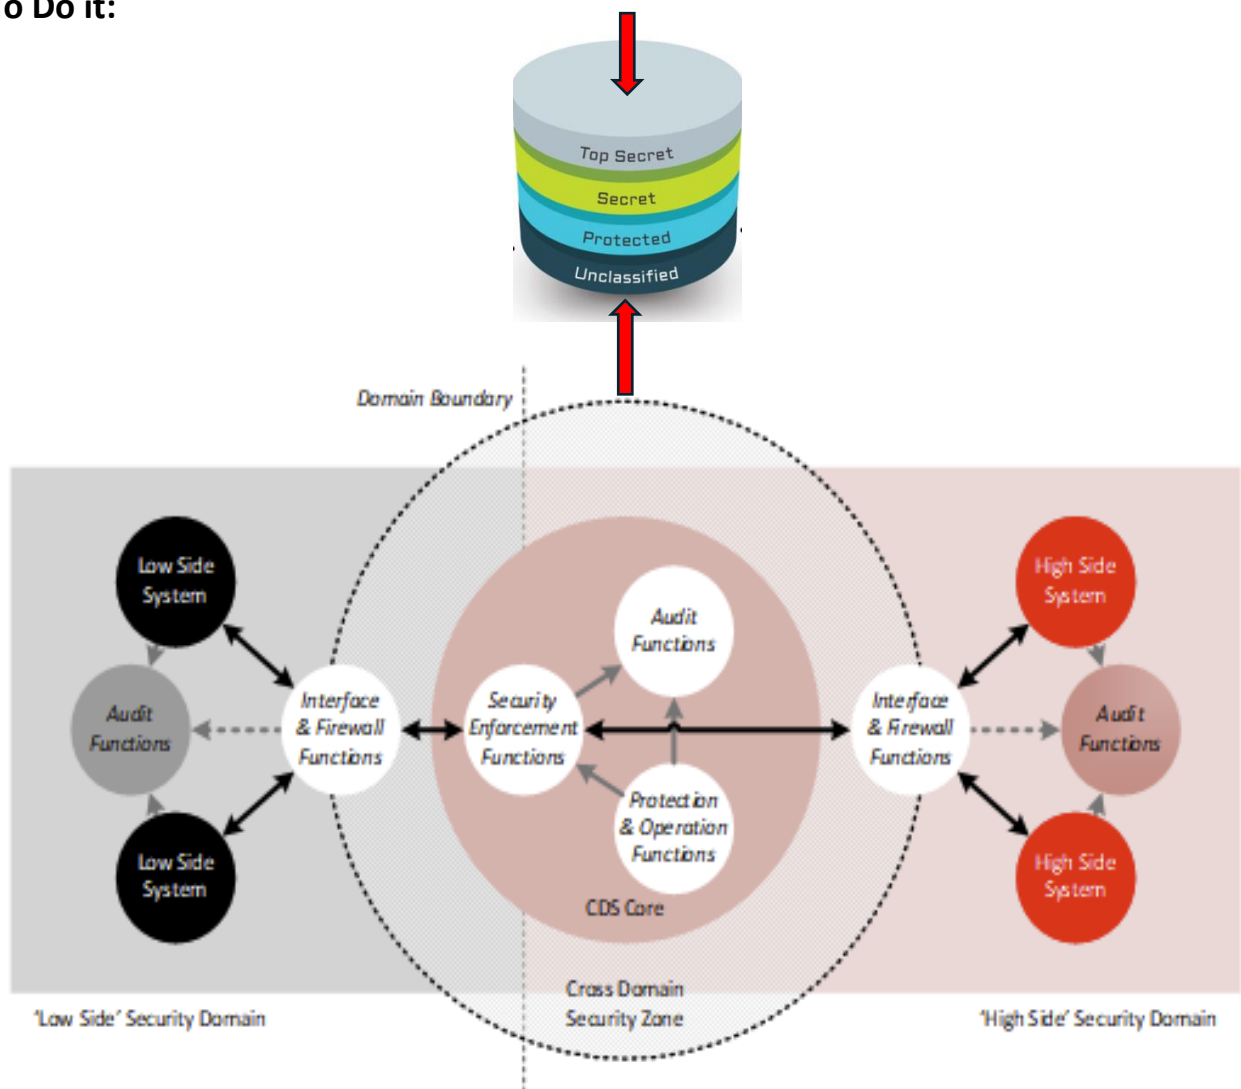 o Do it:
Top Secret
Secret
Protected
Unclassified
Domain Boundary
Low Side
System
High Side
System
Audit
Functions
Audit
Functions
Interface
& Firewall
Functions
Security
Enforcement
Functions
Interface
& Firewall
Functions
Audit
Functions
Protection
& Operation
Functions
Low Side
System
High Side
System
CDS Core
Cross Domain
Security Zone
'Low Side' Security Domain
'High Side' Security Domain